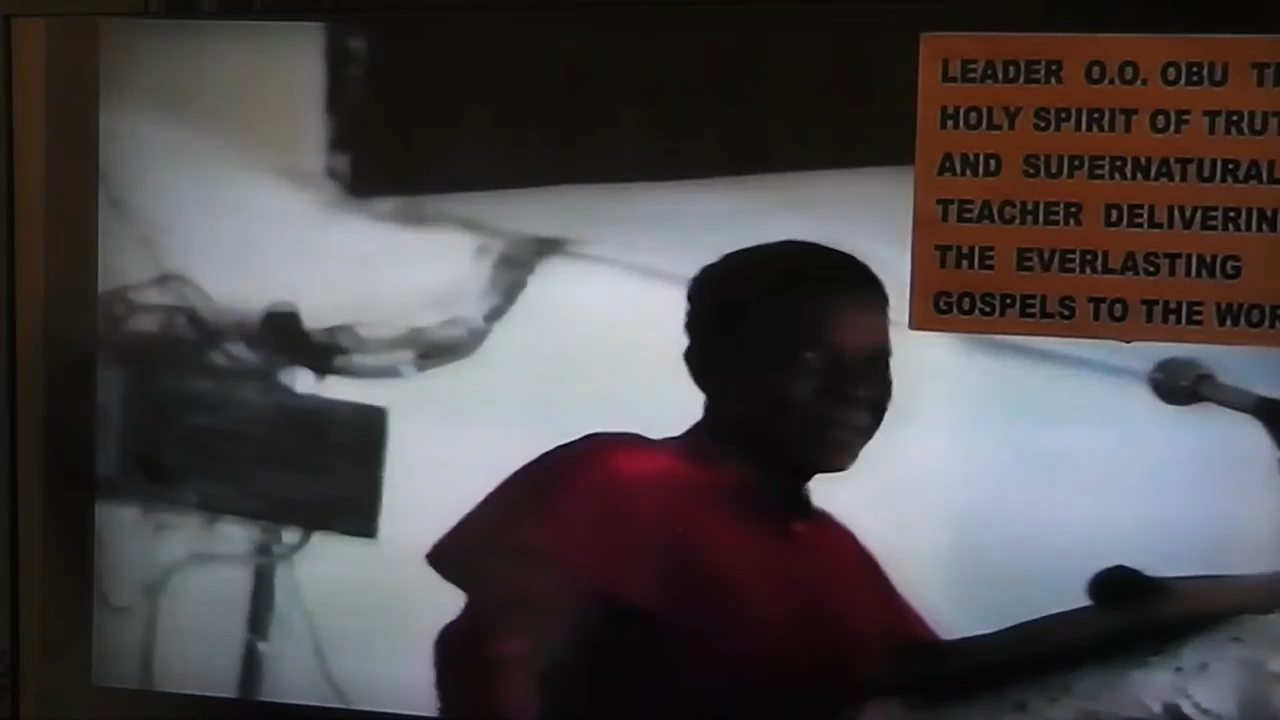 LEADER O.O. OBU
HOLY SPIRIT OF
AND SUPERNATURAL
TEACHER
THE EVERLASTING
GOSPELS TO THE